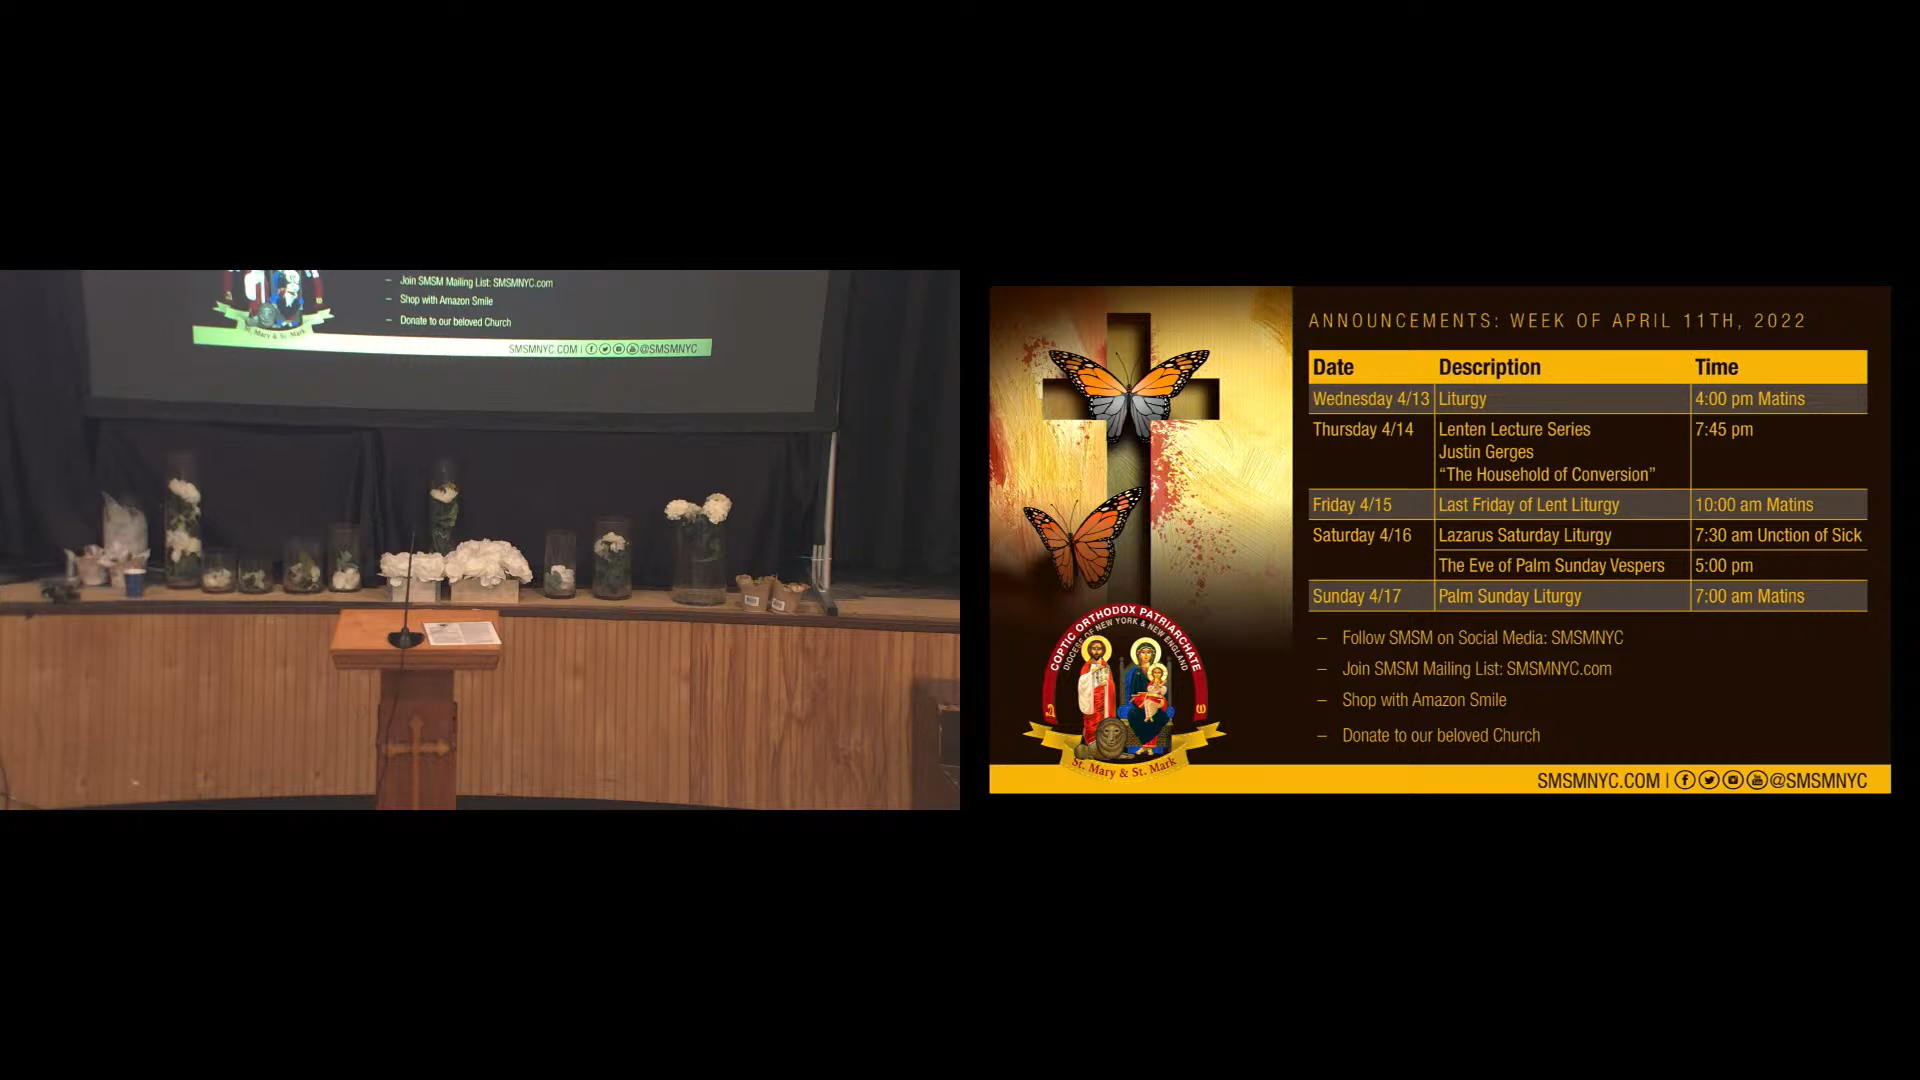 Join SMSM Mailing List: SMSMNYC.com
Shop with Amazon Smile
Donate to our beloved Church
St. Mary & St. Mark
SMSMNYC.COM | @SMSMNYC
ANNOUNCEMENTS: WEEK OF APRIL 11TH, 2022
Date Description Time
Wednesday 4/13 Liturgy 4:00 pm Matins
Thursday 4/14 Lenten Lecture Series 7:45 pm
Justin Gerges
“The Household of Conversion”
Friday 4/15 Last Friday of Lent Liturgy 10:00 am Matins
Saturday 4/16 Lazarus Saturday Liturgy 7:30 am Unction of Sick
The Eve of Palm Sunday Vespers 5:00 pm
Sunday 4/17 Palm Sunday Liturgy 7:00 am Matins
– Follow SMSM on Social Media: SMSMNYC
– Join SMSM Mailing List: SMSMNYC.com
– Shop with Amazon Smile
– Donate to our beloved Church
COPTIC ORTHODOX PATRIARCHATE
DIOCESE OF NEW YORK & NEW ENGLAND
St. Mary & St. Mark
SMSMNYC.COM | @SMSMNYC